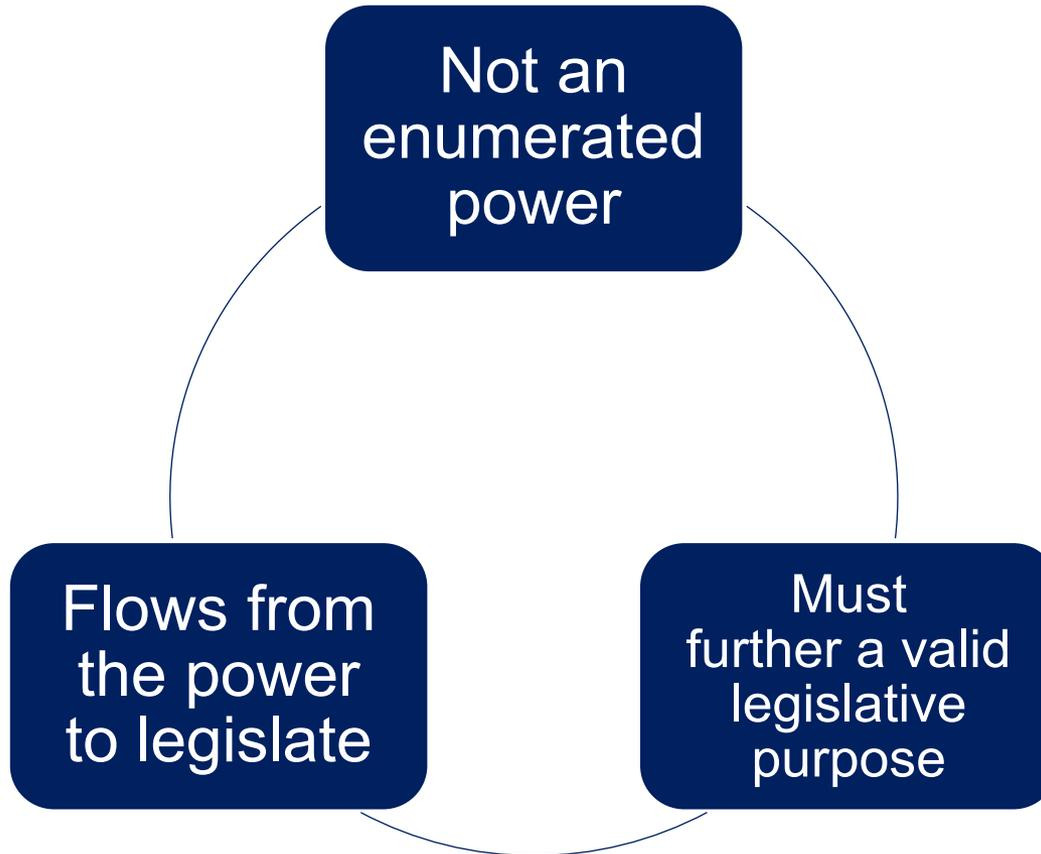 Not an
enumerated
power
Flows from
the power
to legislate
Must
further a valid
legislative
purpose